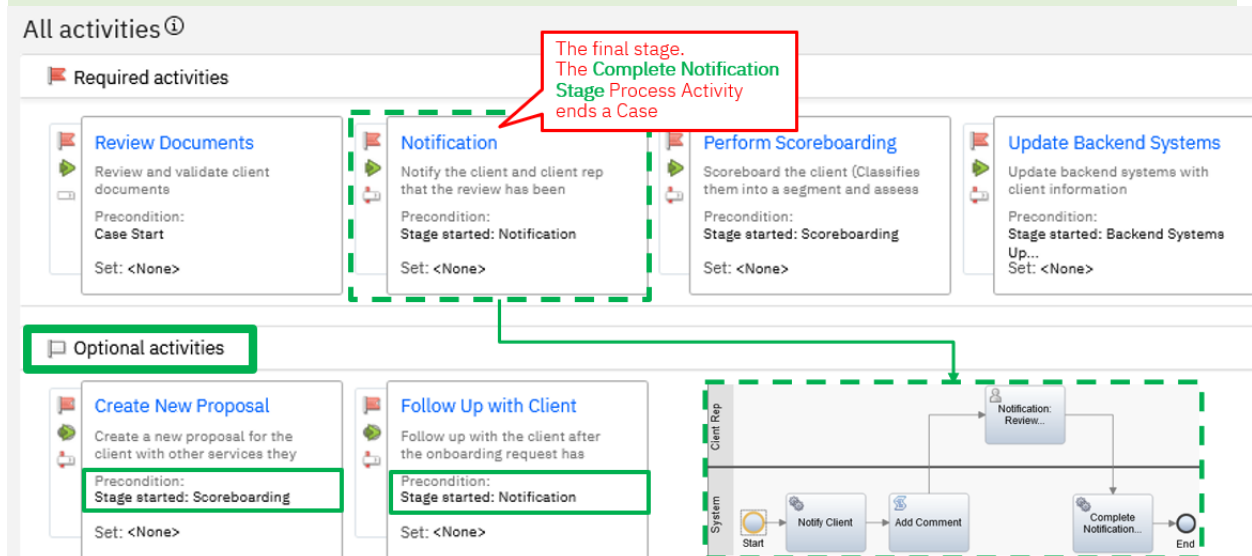 All activities
Required activities
The final stage.
The Complete Notification
Stage Process Activity
ends a Case
Review Documents
Review and validate client
documents
Precondition:
Case Start
Set: <None>
Notification
Notify the client and client rep
that the review has been
Precondition:
Stage started: Notification
Set: <None>
Perform Scoreboarding
Scoreboard the client (Classifies
them into a segment and assess
Precondition:
Stage started: Scoreboarding
Set: <None>
Update Backend Systems
Update backend systems with
client information
Precondition:
Stage started: Backend Systems
Up...
Set: <None>
Optional activities
Create New Proposal
Create a new proposal for the
client with other services they
Precondition:
Stage started: Scoreboarding
Set: <None>
Follow Up with Client
Follow up with the client after
the onboarding request has
Precondition:
Stage started: Notification
Set: <None>
Client Rep
Notification:
Review...
System
Start
Notify Client
Add Comment
Complete
Notification...
End